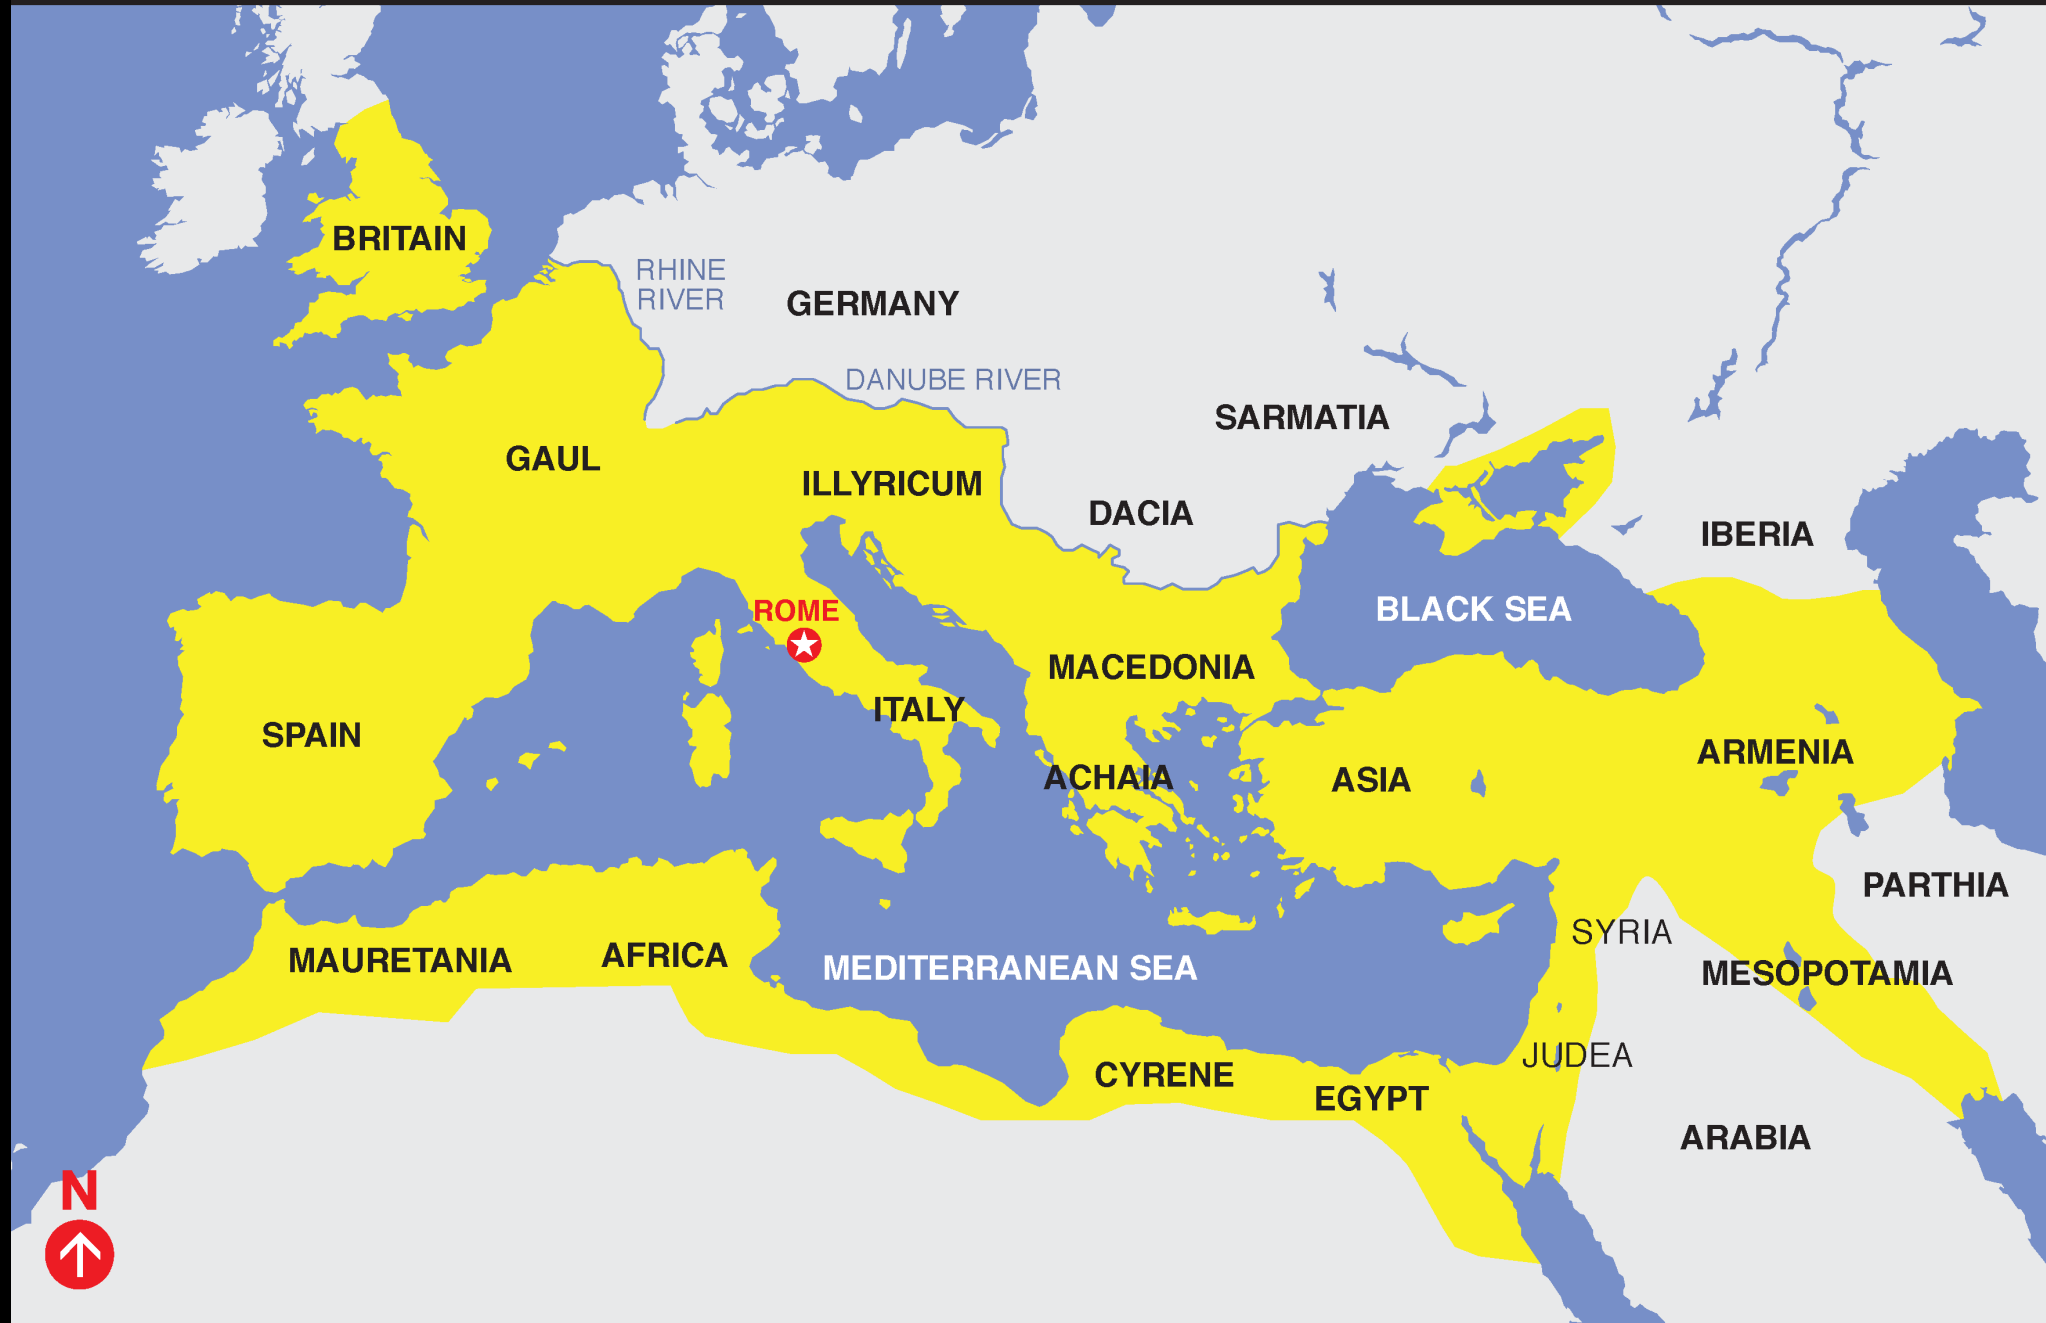 BRITAIN
RHINE
RIVER
GERMANY
DANUBE RIVER
SARMATIA
GAUL
ILLYRICUM
DACIA
IBERIA
ROME
BLACK SEA
MACEDONIA
ITALY
SPAIN
ACHAIA
ASIA
ARMENIA
PARTHIA
SYRIA
MAURETANIA
AFRICA
MEDITERRANEAN SEA
MESOPOTAMIA
JUDEA
CYRENE
EGYPT
ARABIA
N